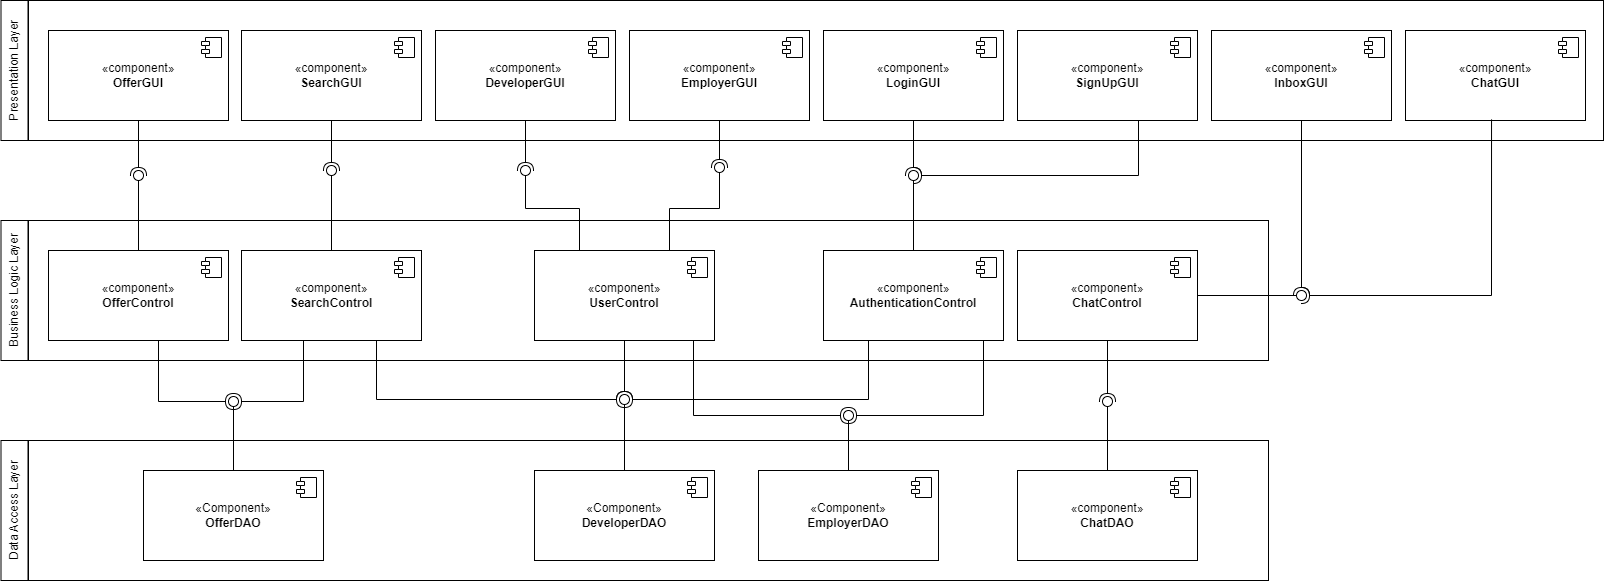 Presentation Layer
«component»
OfferGUI
«component»
SearchGUI
«component»
DeveloperGUI
«component»
EmployerGUI
«component»
LoginGUI
«component»
SignUpGUI
«component»
InboxGUI
«component»
ChatGUI
Business Logic Layer
«component»
OfferControl
«component»
SearchControl
«component»
UserControl
«component»
AuthenticationControl
«component»
ChatControl
Data Access Layer
«Component»
OfferDAO
«component»
DeveloperDAO
«Component»
EmployerDAO
«component»
ChatDAO